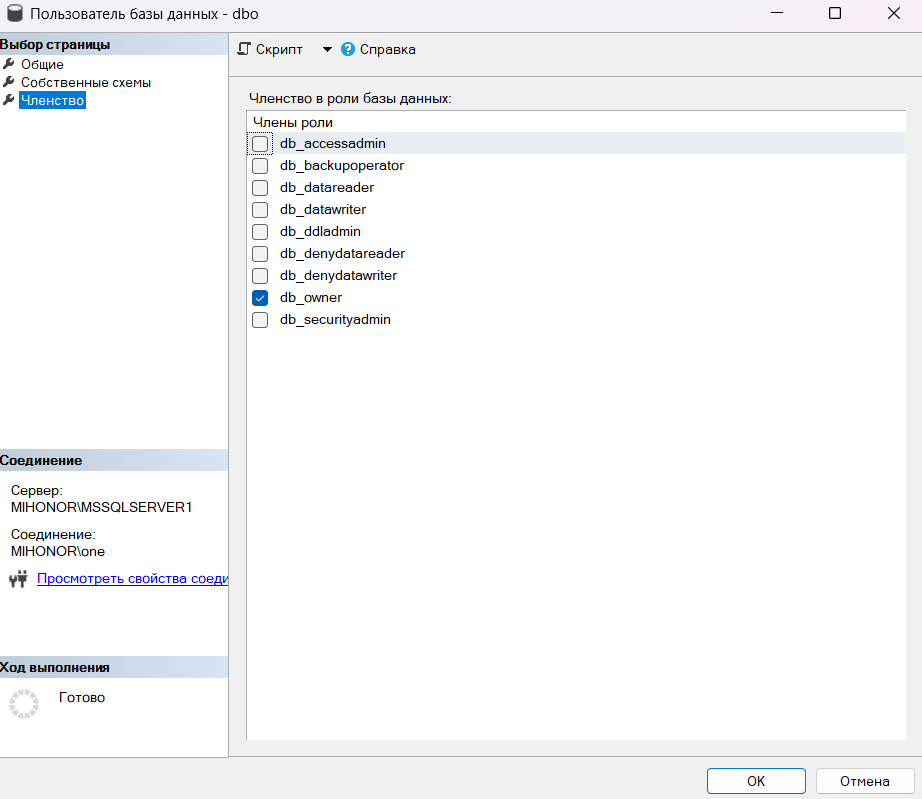 Пользователь базы данных - dbo
Выбор страницы
Общие
Собственные схемы
Членство
Скрипт
Справка
Членство в роли базы данных:
Члены роли
db_accessadmin
db_backupoperator
db_datareader
db_datawriter
db_ddladmin
db_denydatareader
db_denydatawriter
db_owner
db_securityadmin
Соединение
Сервер:
MIHONOR\MSSQLSERVER1
Соединение:
MIHONOR\one
Просмотреть свойства соеди
Ход выполнения
Готово
ОК
Отмена